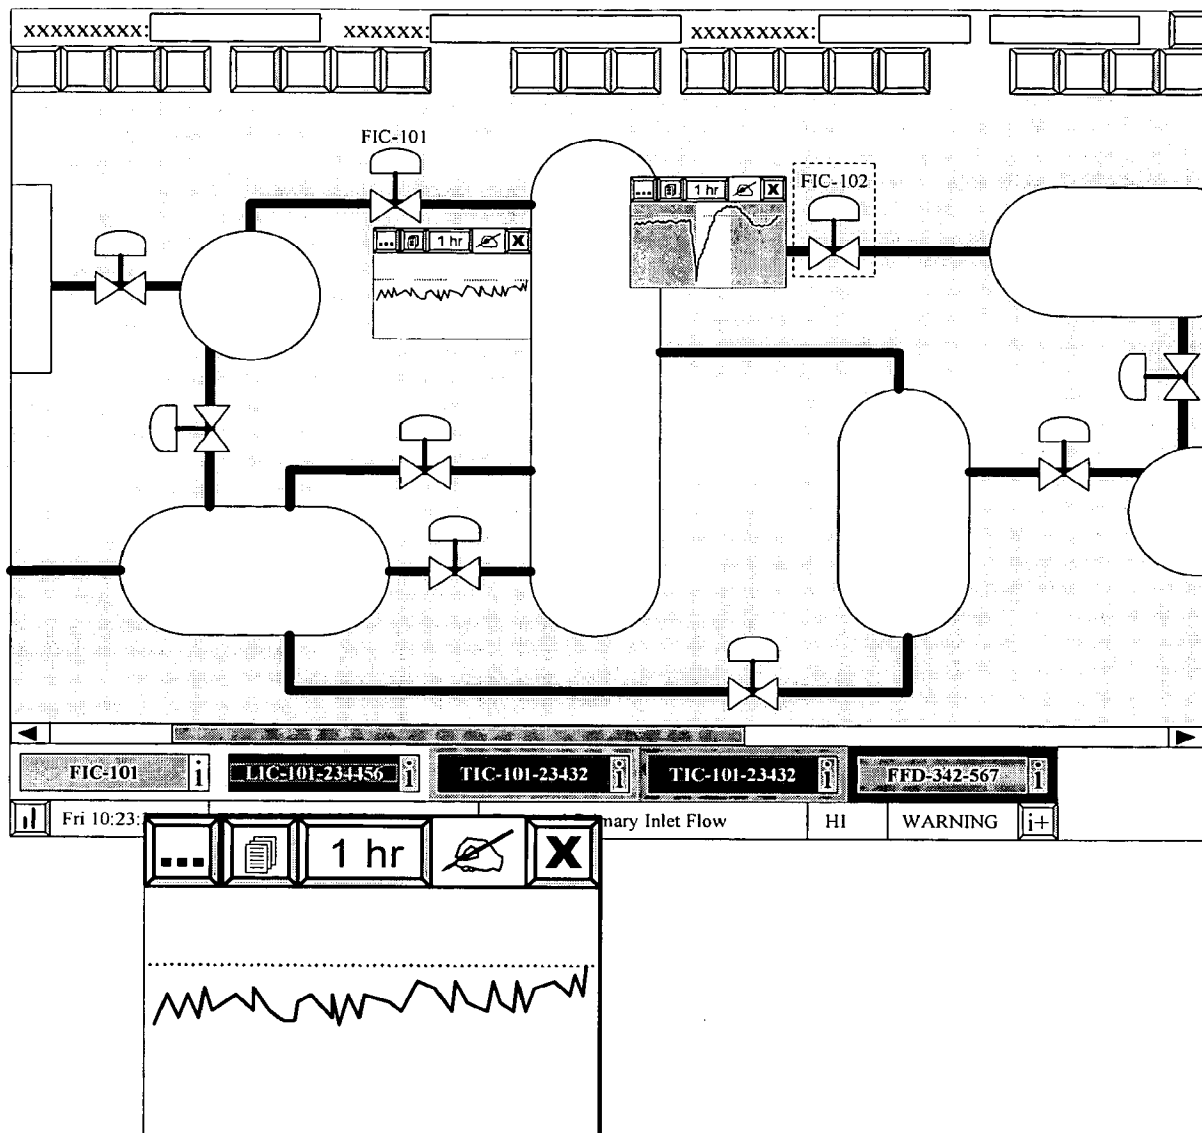 xxxxxxxxx: xxxxxx: xxxxxxxxx:
FIC-101
FIC-102
... 1 hr X
... 1 hr X
FIC-101 i LIC-101-234456 i TIC-101-23432 i TIC-101-23432 i FFD-342-567 i
Fri 10:23: Inlet Flow HI WARNING i+
... 1 hr X